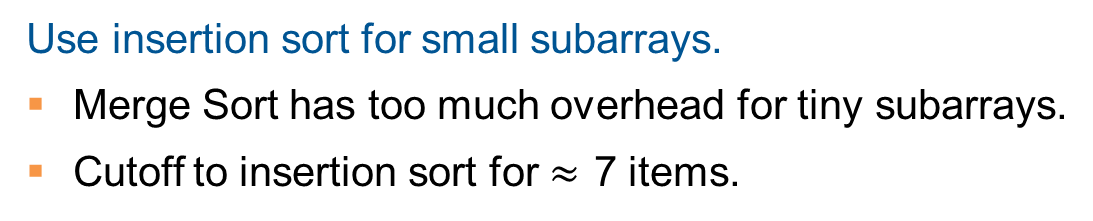 Use insertion sort for small subarrays.
▪ Merge Sort has too much overhead for tiny subarrays.
▪ Cutoff to insertion sort for ≈ 7 items.